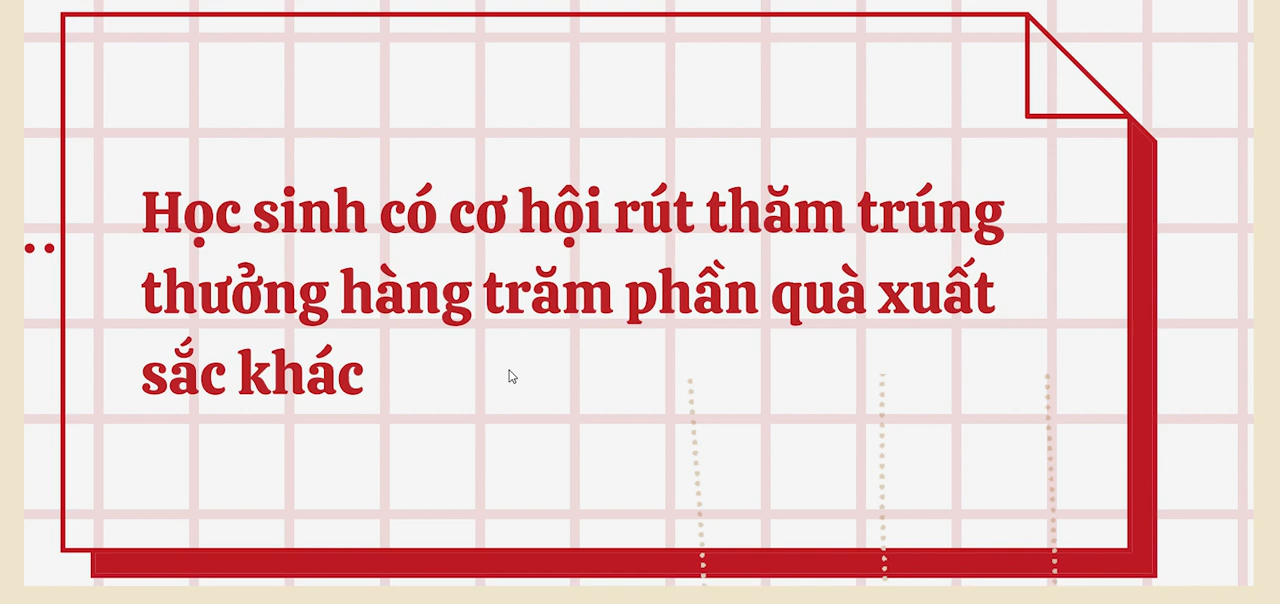 Học sinh có cơ hội rút thăm trúng
thưởng hàng trăm phần quà xuất
sắc khác